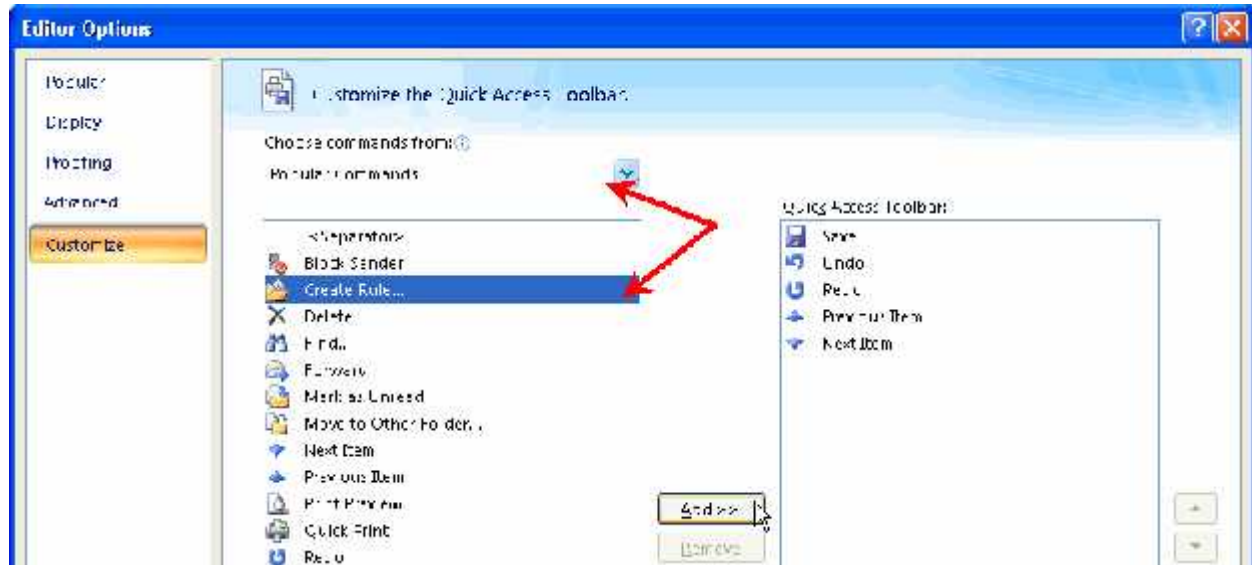 Editor Options
Popular
Display
Proofing
Advanced
Customize
Customize the Quick Access Toolbar.
Choose commands from:
Popular Commands
<Separator>
Block Sender
Create Rule...
Delete
Find...
Forward
Mark as Unread
Move to Other Folder...
Next Item
Previous Item
Print Preview
Quick Print
Redo
Add >>
Remove
Quick Access Toolbar:
Save
Undo
Redo
Previous Item
Next Item